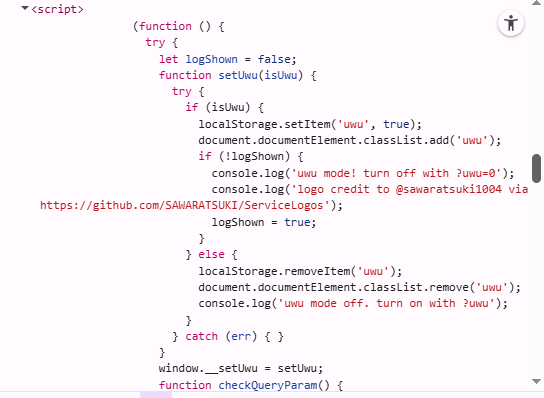 <script>
(function () {
try {
let logShown = false;
function setUwu(isUwu) {
try {
if (isUwu) {
localStorage.setItem('uwu', true);
document.documentElement.classList.add('uwu');
if (!logShown) {
console.log('uwu mode! turn off with ?uwu=0');
console.log('logo credit to @sawaratsuki1004 via
https://github.com/SAWARATSUKI/ServiceLogos');
logShown = true;
}
} else {
localStorage.removeItem('uwu');
document.documentElement.classList.remove('uwu');
console.log('uwu mode off. turn on with ?uwu');
}
} catch (err) { }
}
window.__setUwu = setUwu;
function checkQueryParam() {